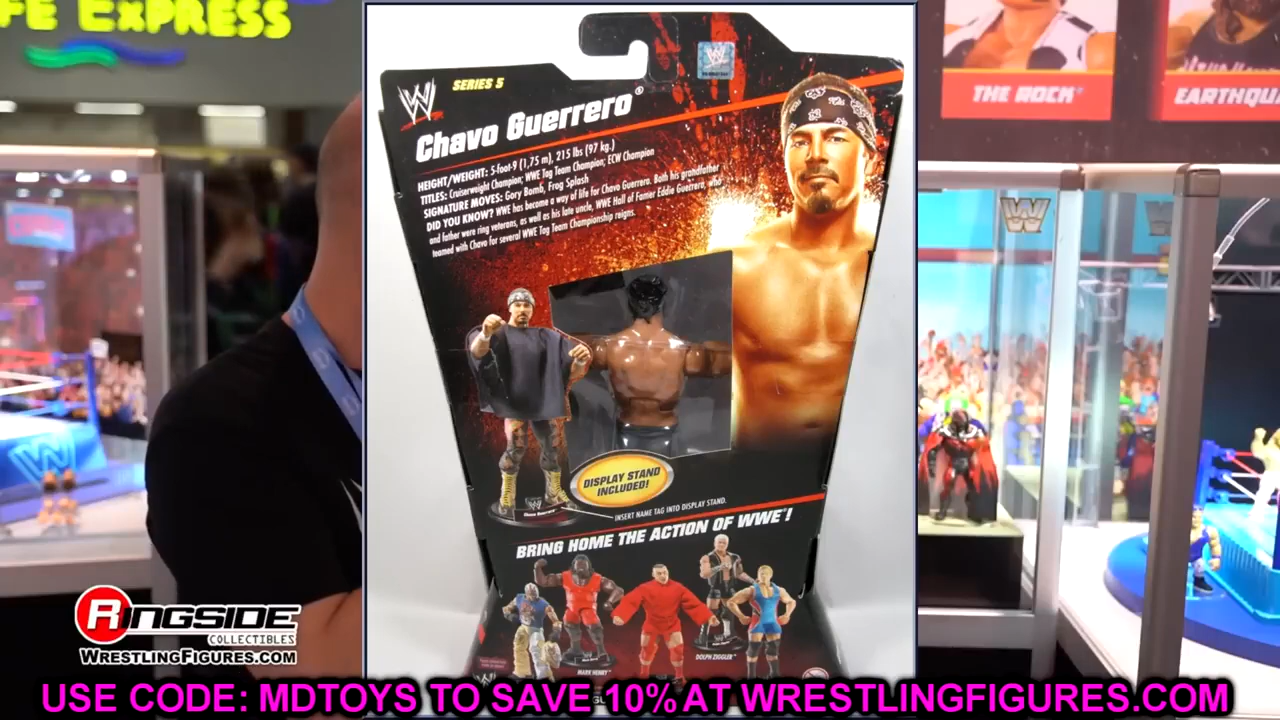 FE EXPRESS
SERIES 5
Chavo Guerrero®
HEIGHT/WEIGHT: 5-foot-9 (1,75 m), 215 lbs (97 kg.)
TITLES: Cruiserweight Champion; WWE Tag Team Champion; ECW Champion
SIGNATURE MOVES: Gory Bomb, Frog Splash
DID YOU KNOW? WWE has become a way of life for Chavo Guerrero. Both his grandfather
and father were ring veterans, as well as his late uncle, WWE Hall of Famer Eddie Guerrero, who
teamed with Chavo for several WWE Tag Team Championship reigns.
DISPLAY STAND
INCLUDED!
INSERT NAME TAG INTO DISPLAY STAND.
BRING HOME THE ACTION OF WWE®!
MARK HENRY™
DOLPH ZIGGLER™
THE ROCK™
EARTHQUA
RINGSIDE
COLLECTIBLES
WRESTLINGFIGURES.COM
USE CODE: MDTOYS TO SAVE 10% AT WRESTLINGFIGURES.COM